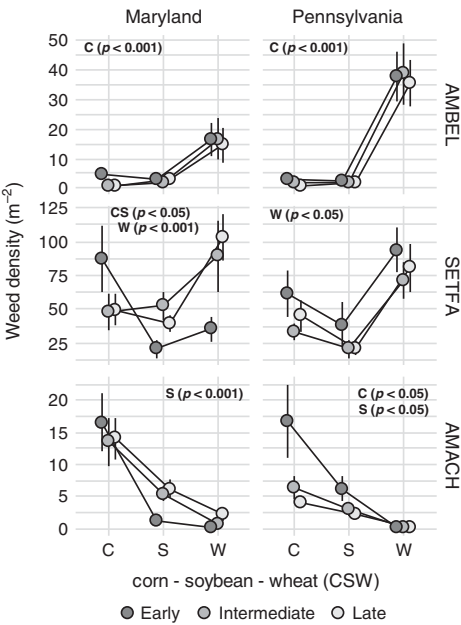 Maryland Pennsylvania
C (p < 0.001) C (p < 0.001)
50
40
30
20
10
0
AMBEL
CS (p < 0.05) W (p < 0.05)
W (p < 0.001)
125
100
75
50
25
SETFA
Weed density (m⁻²)
S (p < 0.001) C (p < 0.05)
S (p < 0.05)
20
15
10
5
0
AMACH
C S W C S W
corn - soybean - wheat (CSW)
Early Intermediate Late